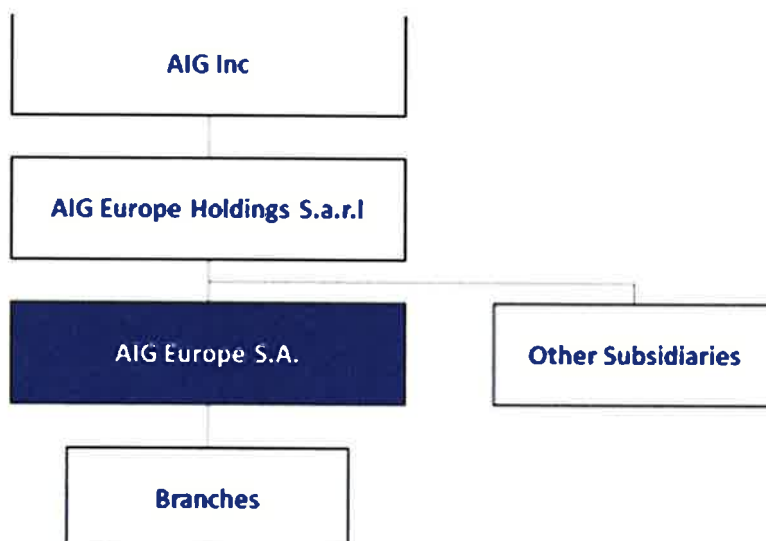 AIG Inc
AIG Europe Holdings S.a.r.l
AIG Europe S.A.
Other Subsidiaries
Branches